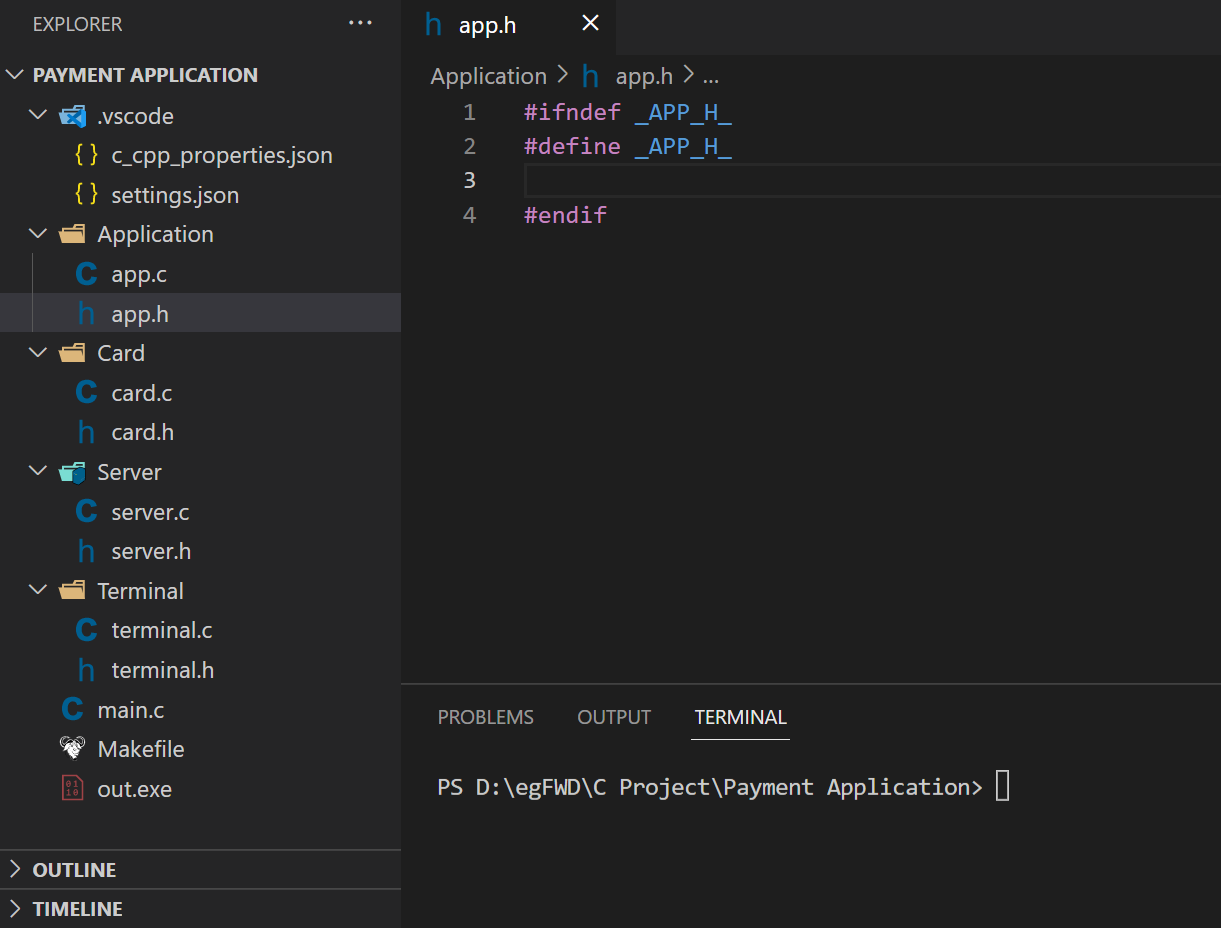 EXPLORER ...
PAYMENT APPLICATION
.vscode
{} c_cpp_properties.json
{} settings.json
Application
C app.c
h app.h
Card
C card.c
h card.h
Server
C server.c
h server.h
Terminal
C terminal.c
h terminal.h
C main.c
Makefile
out.exe
OUTLINE
TIMELINE
h app.h
Application > h app.h > ...
1 #ifndef _APP_H_
2 #define _APP_H_
3
4 #endif
PROBLEMS OUTPUT TERMINAL
PS D:\egFWD\C Project\Payment Application>